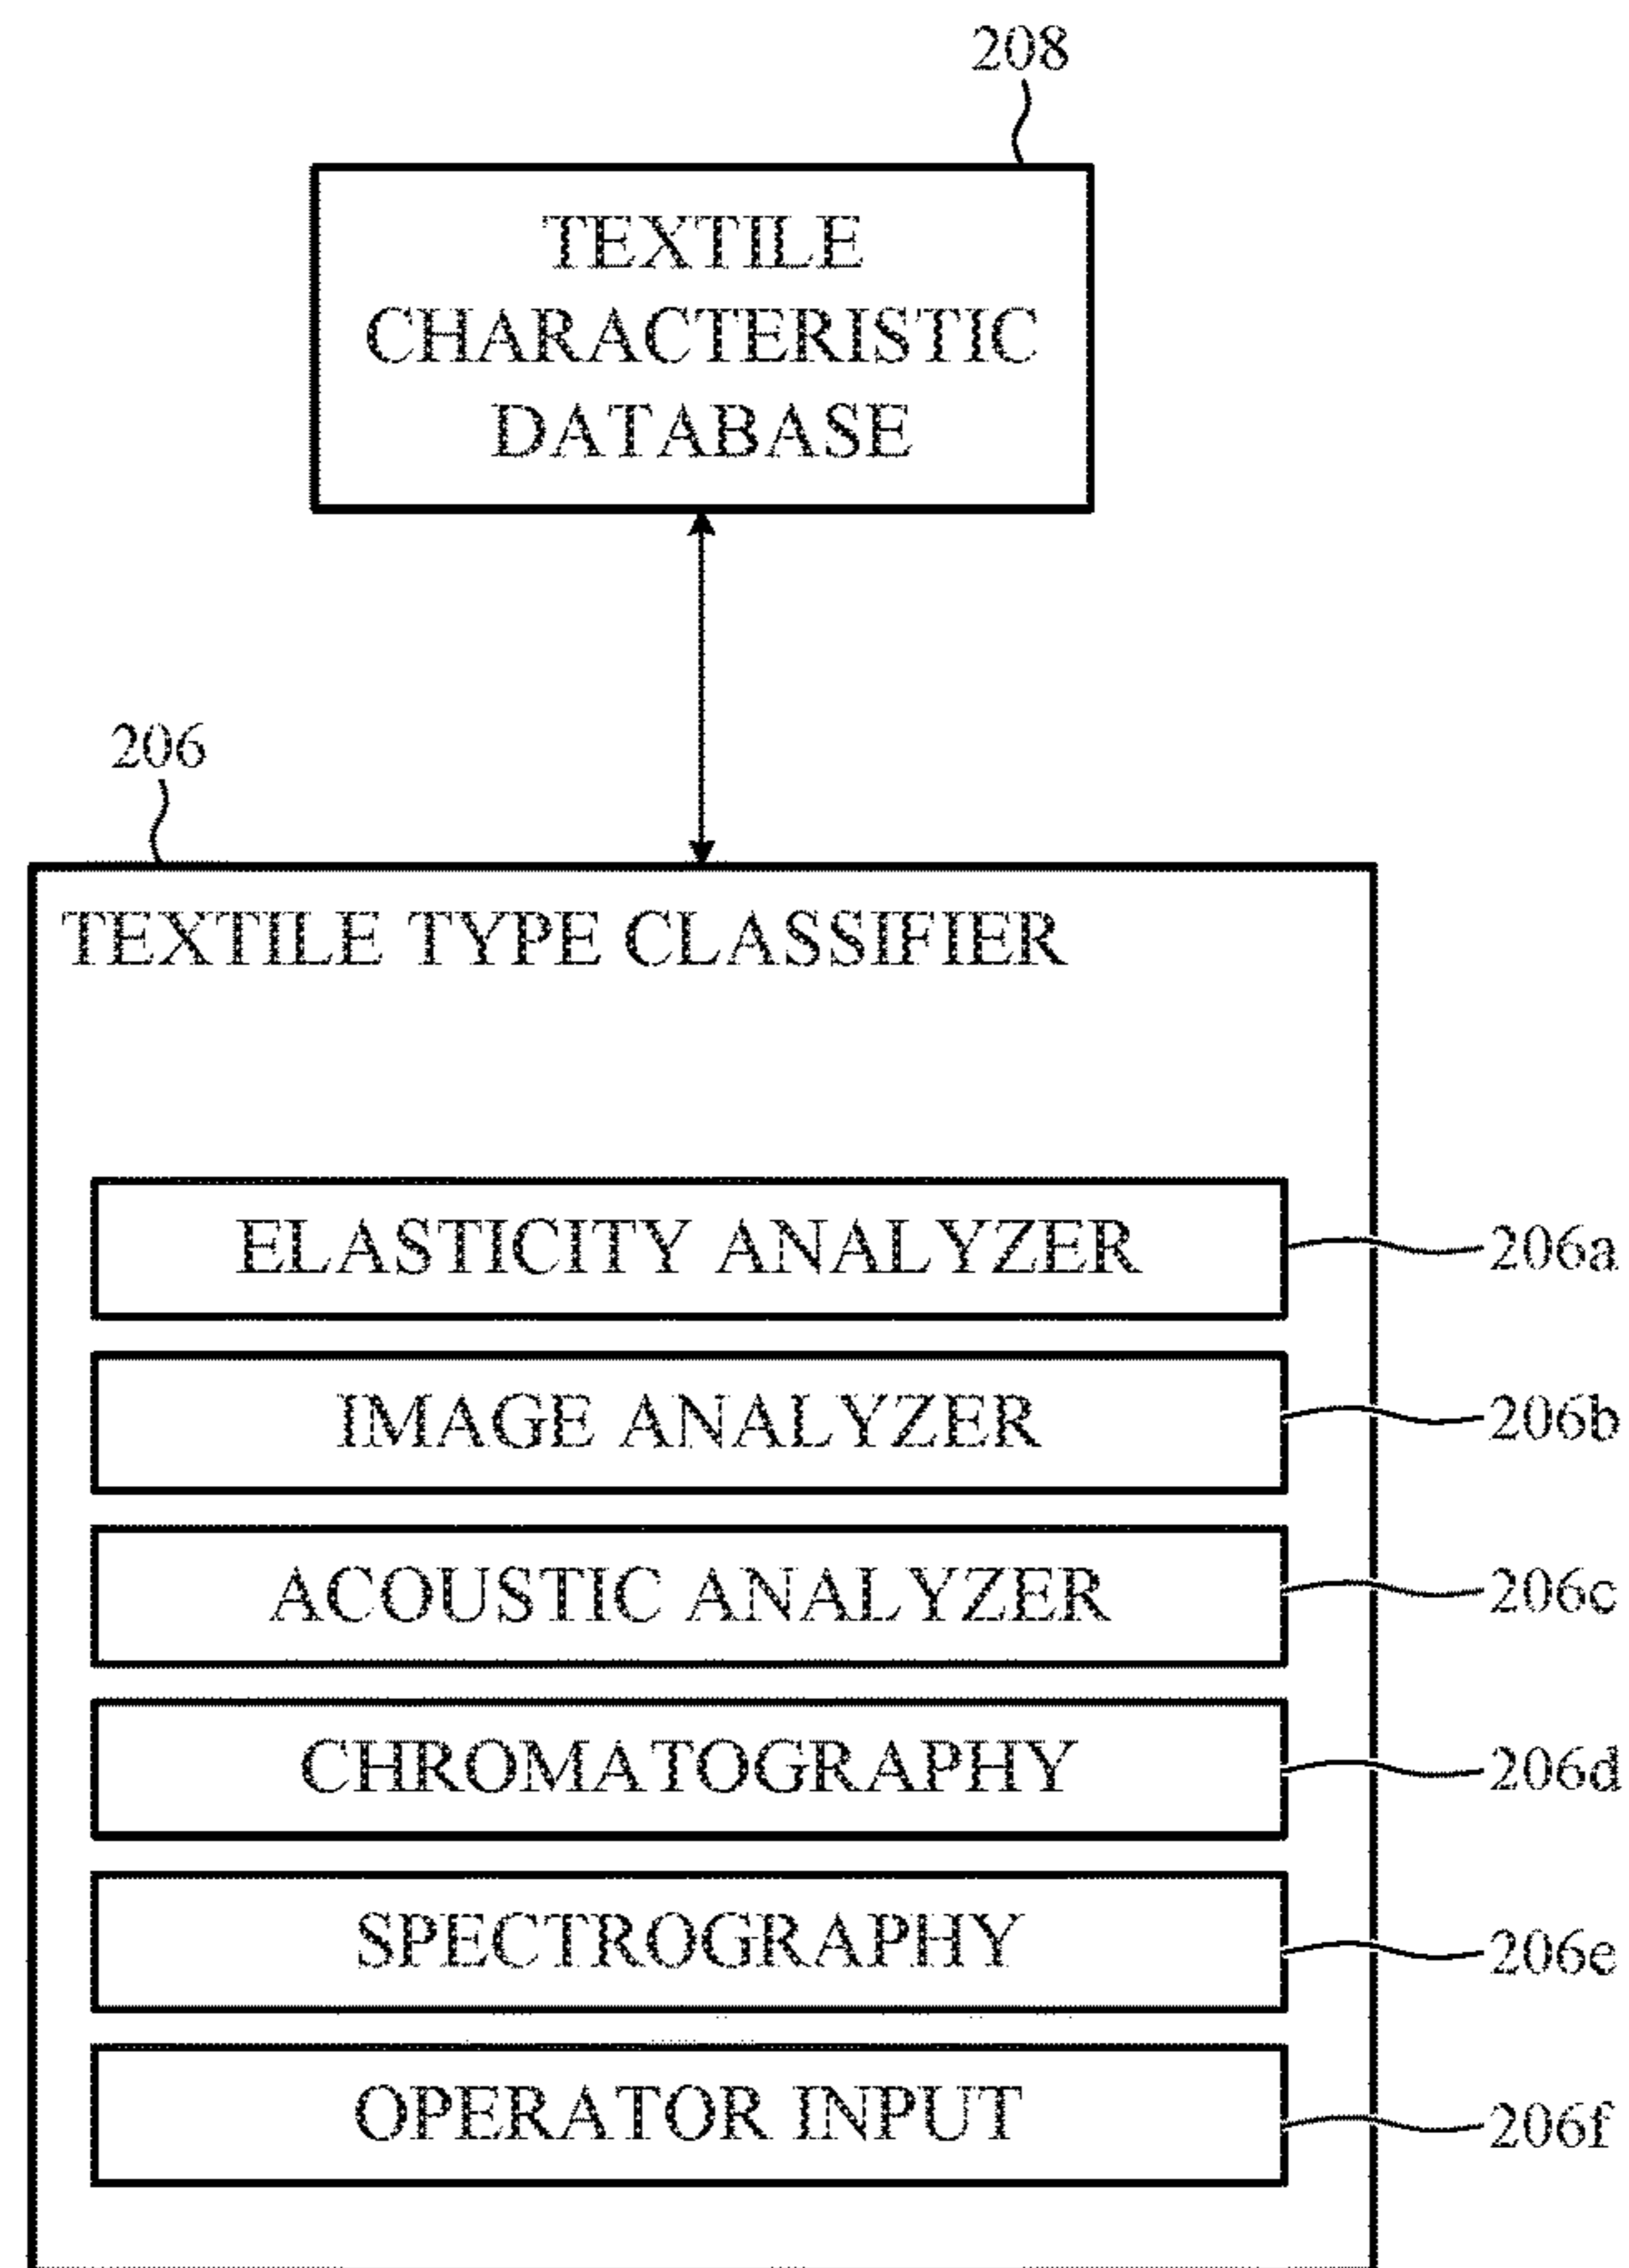 208
TEXTILE
CHARACTERISTIC
DATABASE
206
TEXTILE TYPE CLASSIFIER
ELASTICITY ANALYZER
206a
IMAGE ANALYZER
206b
ACOUSTIC ANALYZER
206c
CHROMATOGRAPHY
206d
SPECTROGRAPHY
206e
OPERATOR INPUT
206f